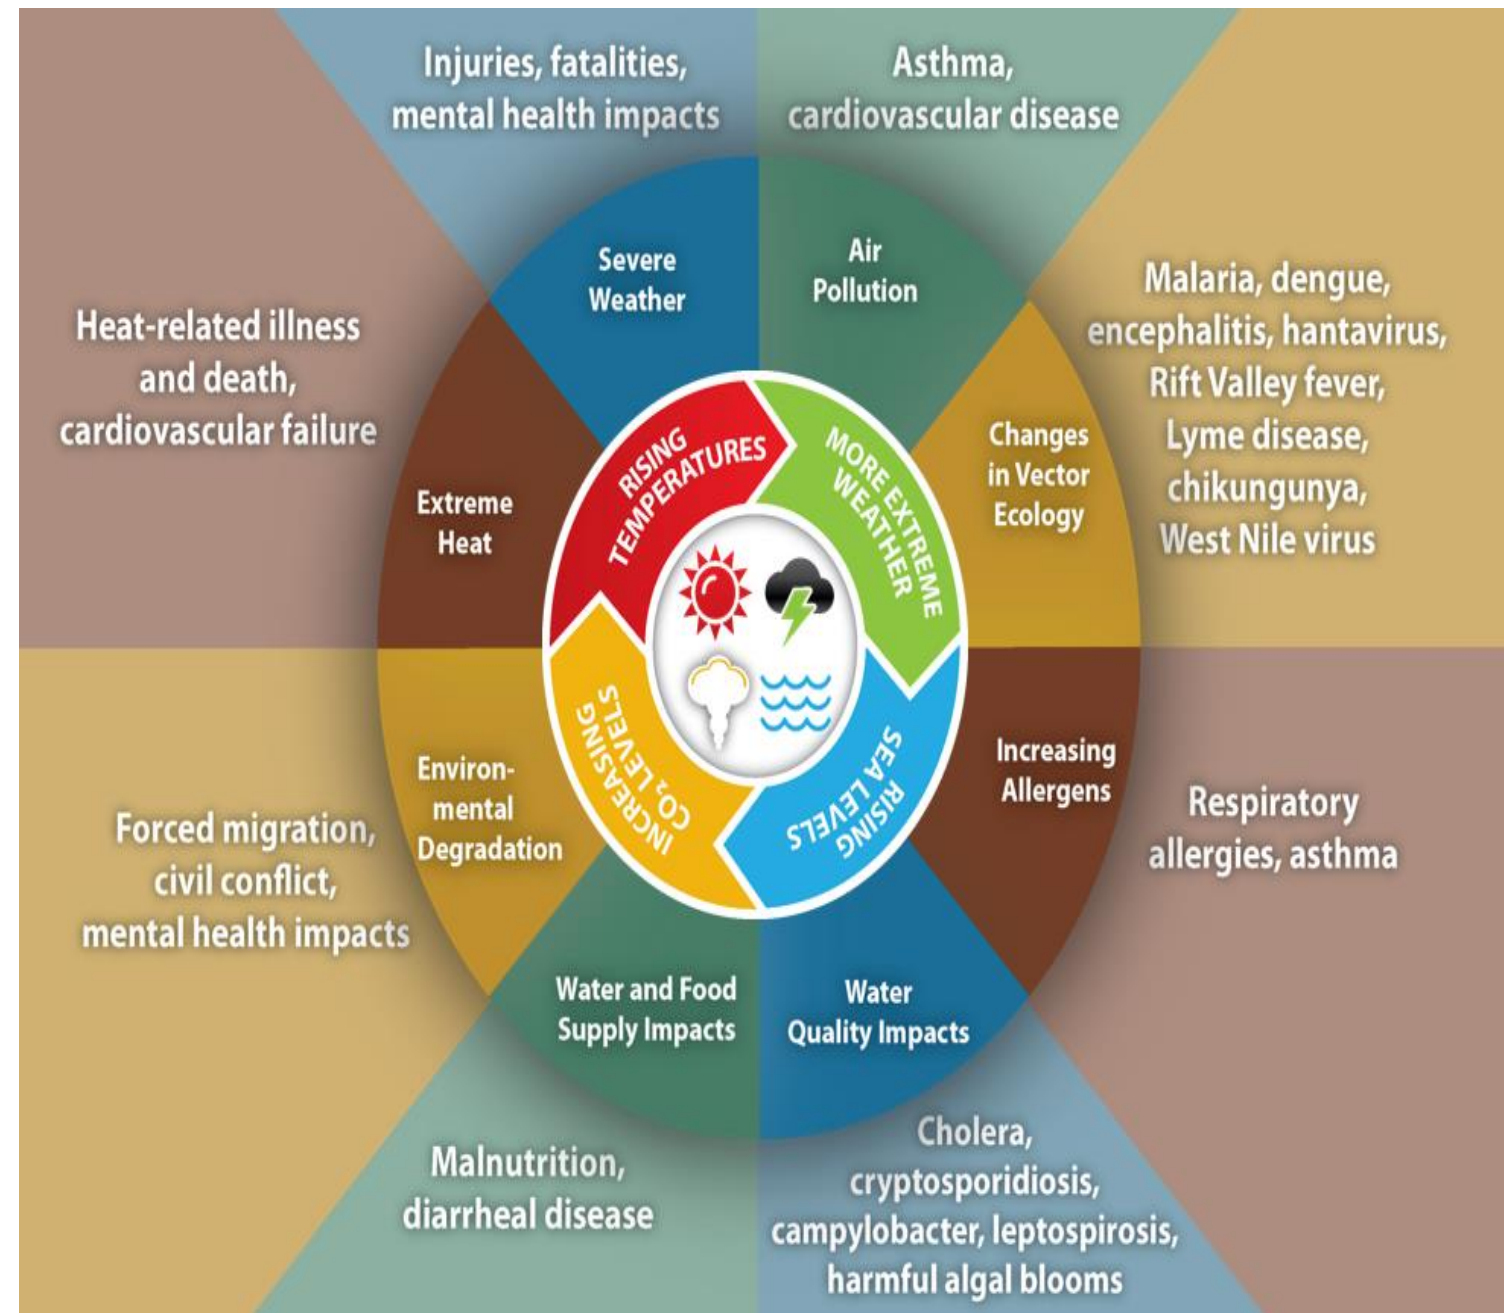 Injuries, fatalities,
mental health impacts
Asthma,
cardiovascular disease
Severe
Weather
Air
Pollution
Heat-related illness
and death,
cardiovascular failure
Extreme
Heat
Changes
in Vector
Ecology
Malaria, dengue,
encephalitis, hantavirus,
Rift Valley fever,
Lyme disease,
chikungunya,
West Nile virus
RISING
TEMPERATURES
MORE EXTREME
WEATHER
RISING
SEA LEVELS
INCREASING
CO₂ LEVELS
Environ-
mental
Degradation
Forced migration,
civil conflict,
mental health impacts
Increasing
Allergens
Respiratory
allergies, asthma
Water and Food
Supply Impacts
Water
Quality Impacts
Malnutrition,
diarrheal disease
Cholera,
cryptosporidiosis,
campylobacter, leptospirosis,
harmful algal blooms